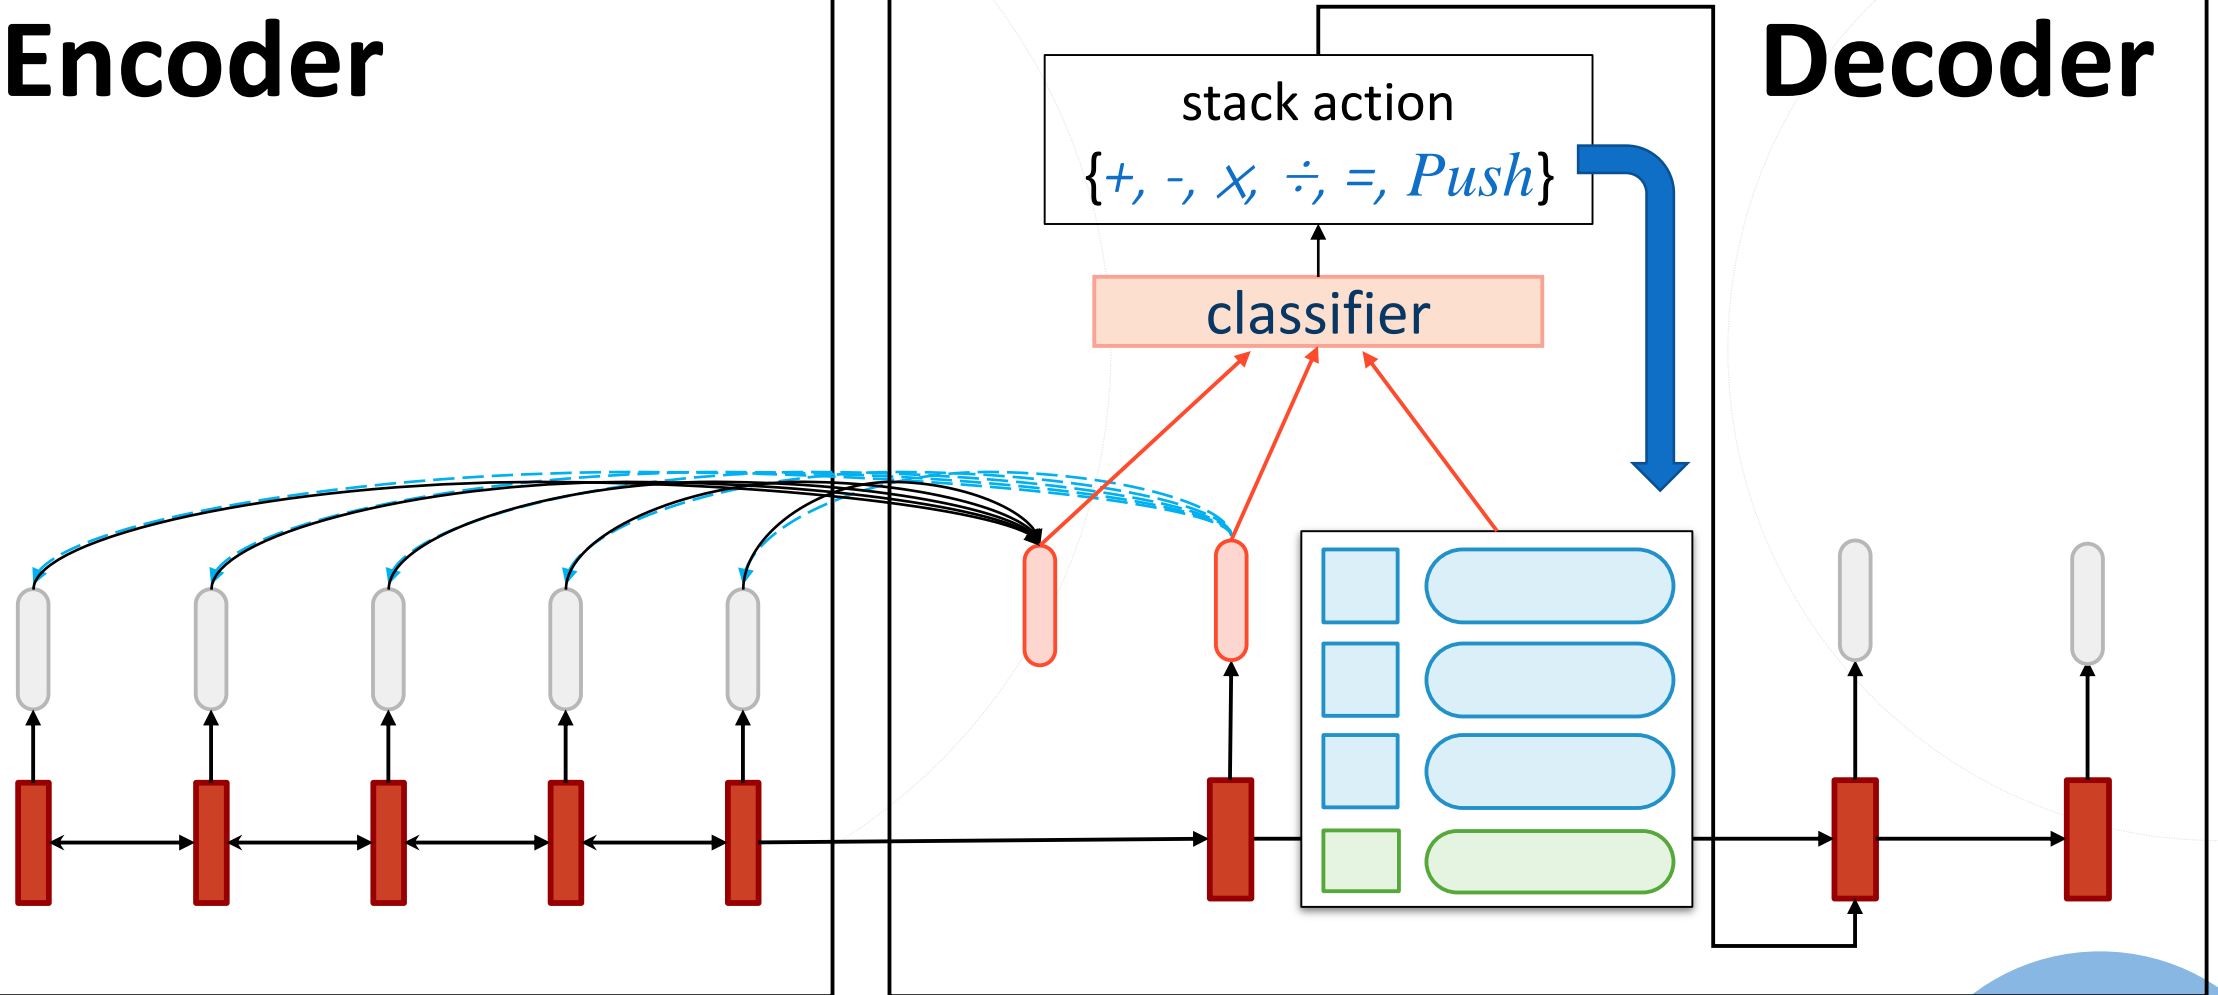 Encoder
Decoder
stack action
{+, -, x, ÷, =, Push}
classifier